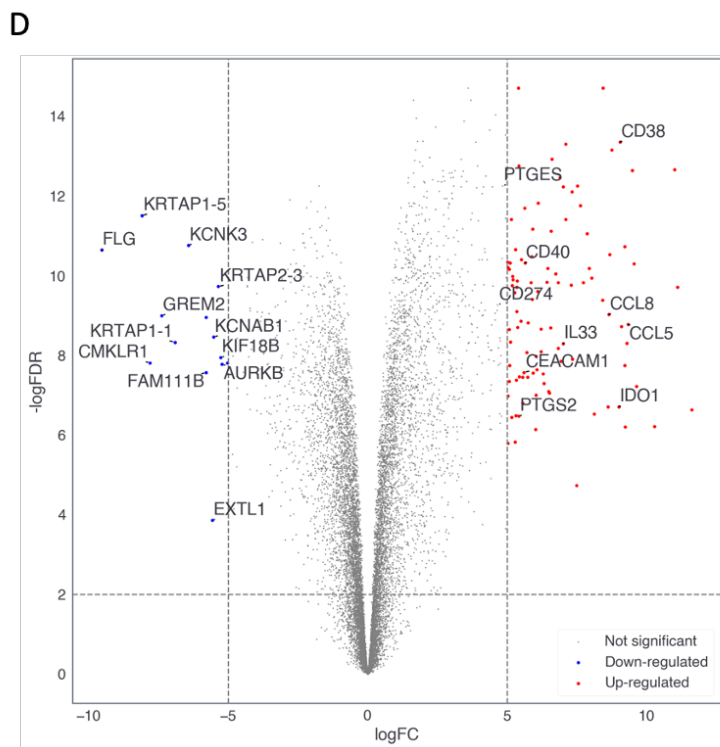 D
14
CD38
PTGES
12
KRTAP1-5
KCNK3
FLG
CD40
10
KRTAP2-3
CD274
GREM2
CCL8
KCNAB1
KRTAP1-1
IL33
CCL5
8
KIF18B
CMKLR1
CEACAM1
AURKB
FAM111B
IDO1
PTGS2
-logFDR
6
EXTL1
4
2
Not significant
Down-regulated
Up-regulated
0
−10 −5 0 5 10
logFC